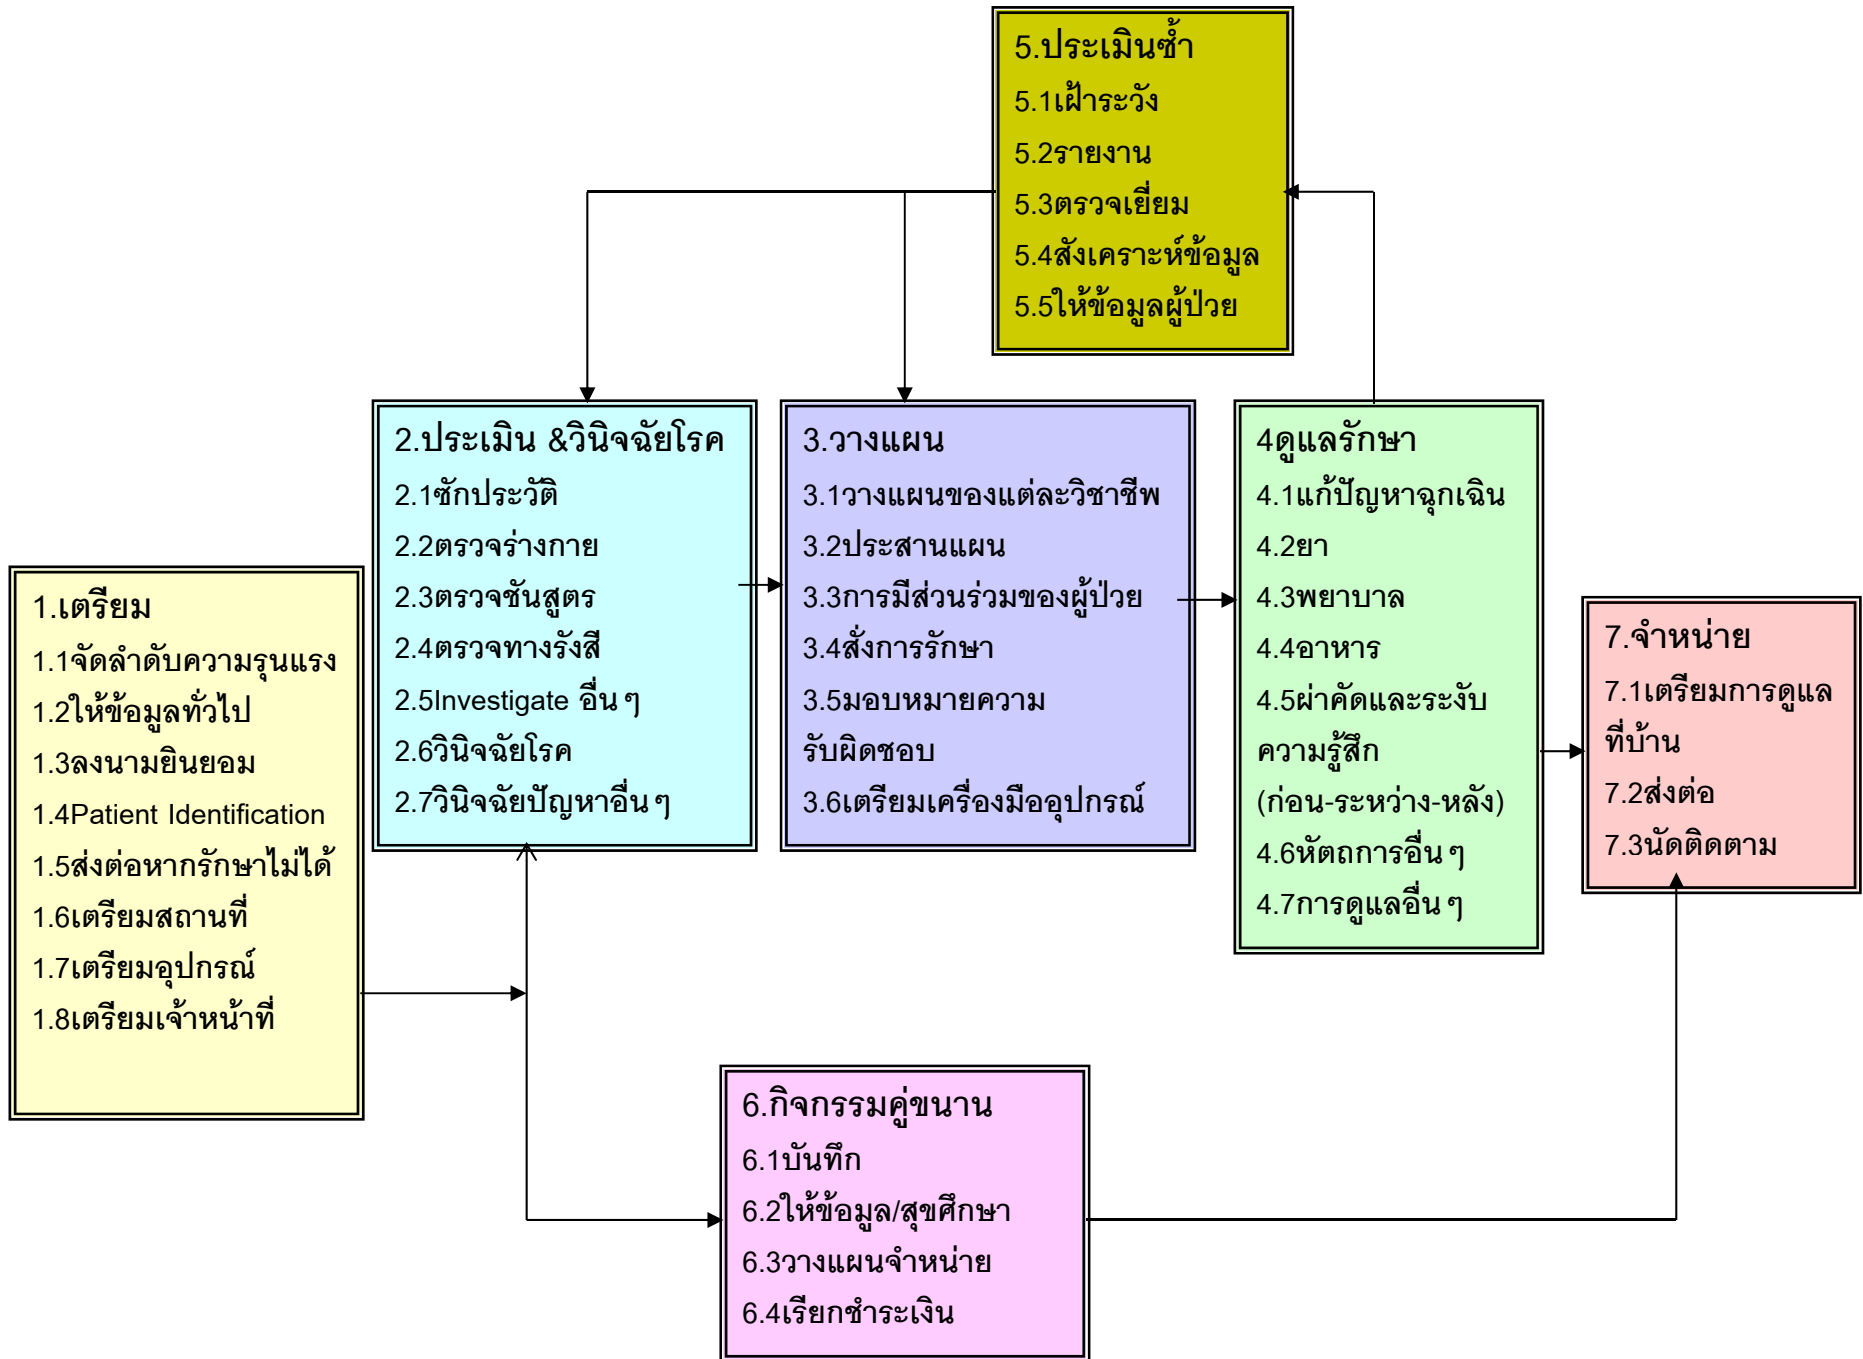 5.ประเมินซ้ำ
5.1เฝ้าระวัง
5.2รายงาน
5.3ตรวจเยี่ยม
5.4สังเคราะห์ข้อมูล
5.5ให้ข้อมูลผู้ป่วย
1.เตรียม
1.1จัดลำดับความรุนแรง
1.2ให้ข้อมูลทั่วไป
1.3ลงนามยินยอม
1.4Patient Identification
1.5ส่งต่อหากรักษาไม่ได้
1.6เตรียมสถานที่
1.7เตรียมอุปกรณ์
1.8เตรียมเจ้าหน้าที่
2.ประเมิน &วินิจฉัยโรค
2.1ซักประวัติ
2.2ตรวจร่างกาย
2.3ตรวจชันสูตร
2.4ตรวจทางรังสี
2.5Investigate อื่นๆ
2.6วินิจฉัยโรค
2.7วินิจฉัยปัญหาอื่นๆ
3.วางแผน
3.1วางแผนของแต่ละวิชาชีพ
3.2ประสานแผน
3.3การมีส่วนร่วมของผู้ป่วย
3.4สั่งการรักษา
3.5มอบหมายความ
รับผิดชอบ
3.6เตรียมเครื่องมืออุปกรณ์
4ดูแลรักษา
4.1แก้ปัญหาฉุกเฉิน
4.2ยา
4.3พยาบาล
4.4อาหาร
4.5ผ่าคัดและระงับ
ความรู้สึก
(ก่อน-ระหว่าง-หลัง)
4.6หัตถการอื่นๆ
4.7การดูแลอื่นๆ
7.จำหน่าย
7.1เตรียมการดูแล
ที่บ้าน
7.2ส่งต่อ
7.3นัดติดตาม
6.กิจกรรมคู่ขนาน
6.1บันทึก
6.2ให้ข้อมูล/สุขศึกษา
6.3วางแผนจำหน่าย
6.4เรียกชำระเงิน